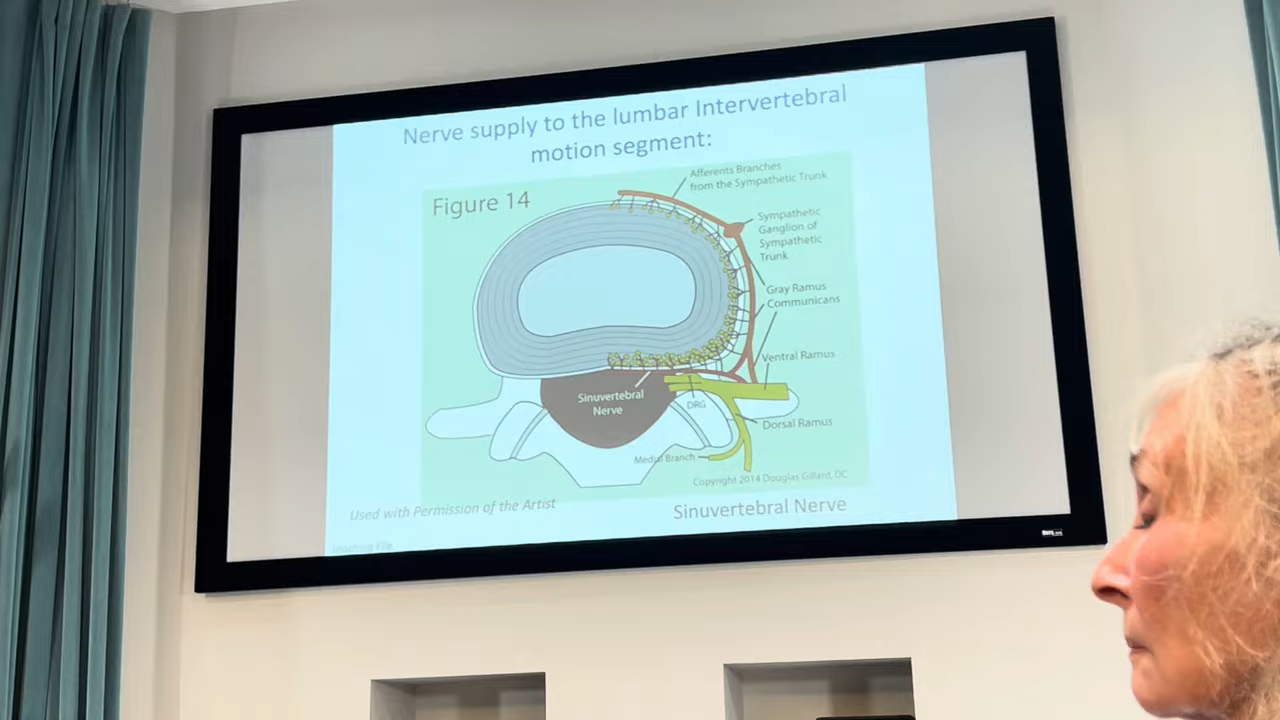 Nerve supply to the lumbar Intervertebral
motion segment:
Figure 14
Afferents Branches
from the Sympathetic Trunk
Sympathetic
Ganglion of
Sympathetic
Trunk
Gray Ramus
Communicans
Ventral Ramus
Sinuvertebral
Nerve
DRG
Dorsal Ramus
Medial Branch
Copyright 2014 Douglas Gillard, DC
Used with Permission of the Artist
Sinuvertebral Nerve